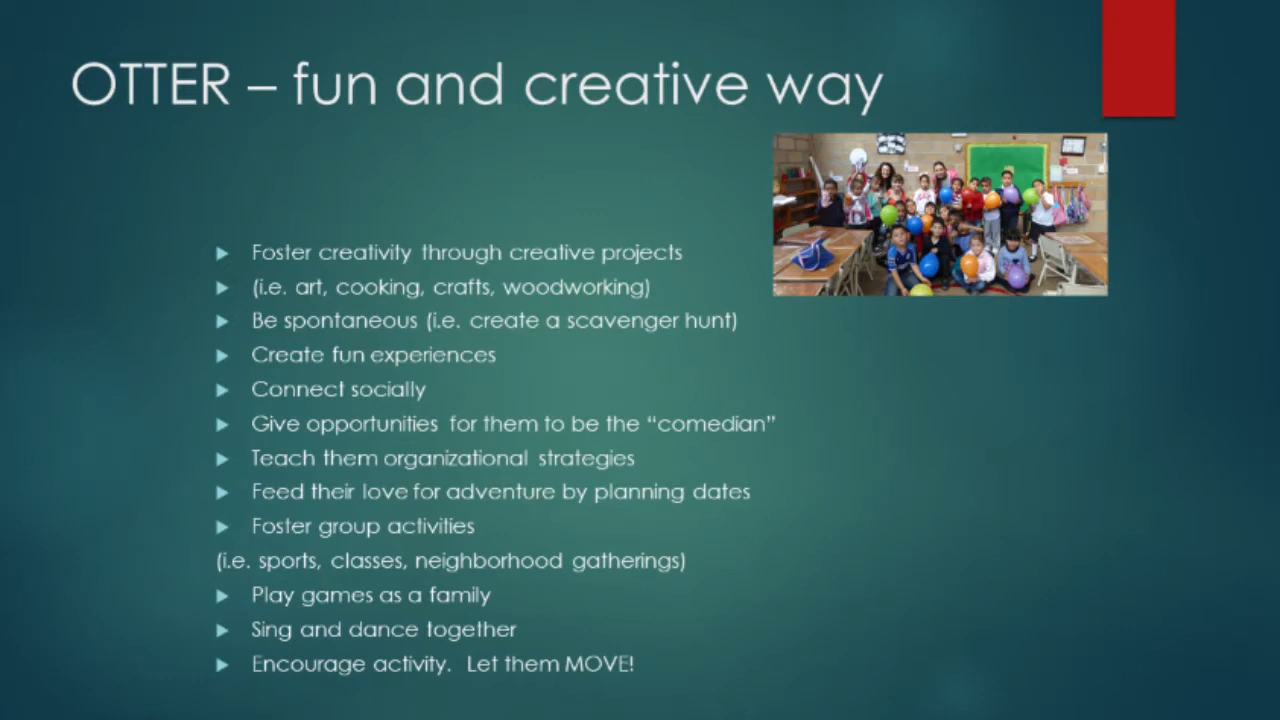 OTTER – fun and creative way
Foster creativity through creative projects
(i.e. art, cooking, crafts, woodworking)
Be spontaneous (i.e. create a scavenger hunt)
Create fun experiences
Connect socially
Give opportunities for them to be the “comedian”
Teach them organizational strategies
Feed their love for adventure by planning dates
Foster group activities
(i.e. sports, classes, neighborhood gatherings)
Play games as a family
Sing and dance together
Encourage activity. Let them MOVE!